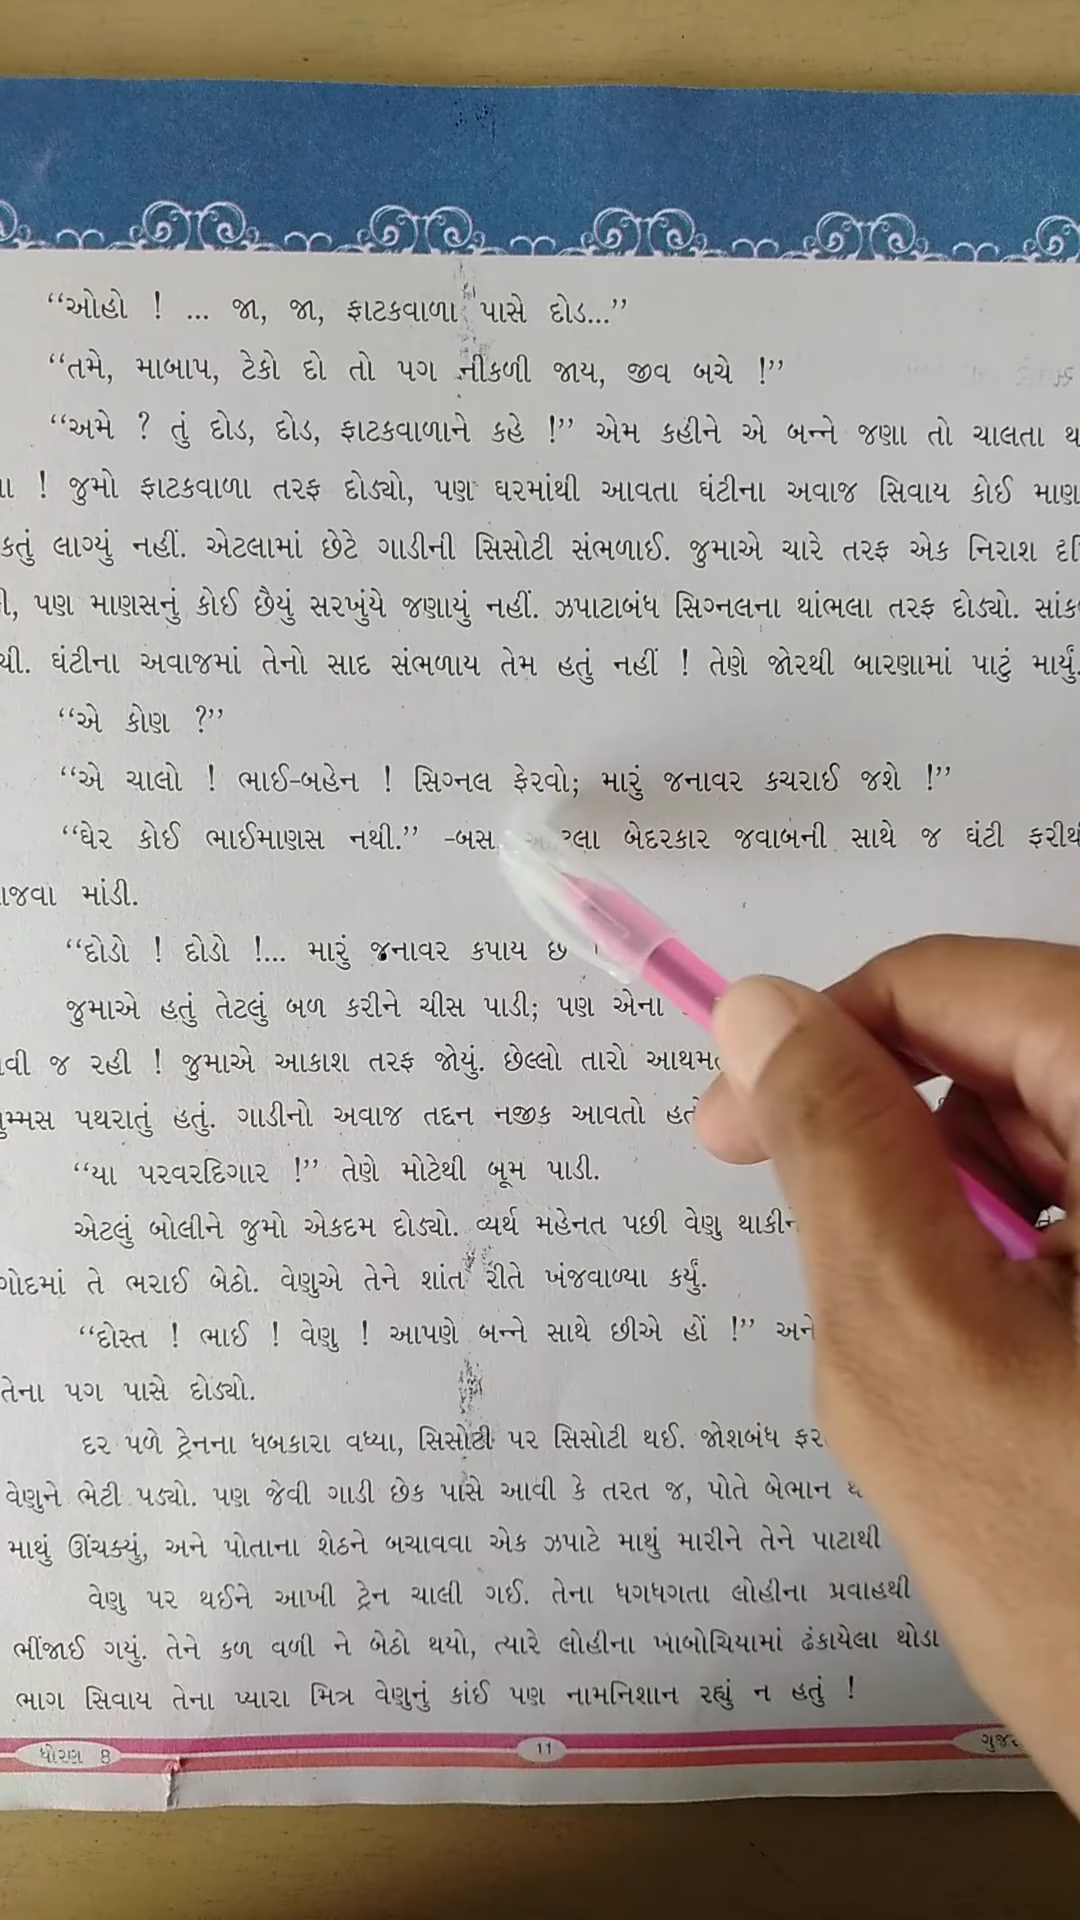 “ઓહો ! ... જા, જા, ફાટકવાળા પાસે દોડ...”
“તમે, માબાપ, ટેકો દો તો પગ નીકળી જાય, જીવ બચે !”
“અમે ? તું દોડ, દોડ, ફાટકવાળાને કહે !” એમ કહીને એ બન્ને જણા તો ચાલતા
! જુમો ફાટકવાળા તરફ દોડ્યો, પણ ઘરમાંથી આવતા ઘંટીના અવાજ સિવાય કોઈ
લાગ્યું નહીં. એટલામાં છેટે ગાડીની સિસોટી સંભળાઈ. જુમાએ ચારે તરફ એક નિરાશ
પણ માણસનું કોઈ છૈયું સરખુંયે જણાયું નહીં. ઝપાટાબંધ સિગ્નલના થાંભલા તરફ દોડ્યો.
ઘંટીના અવાજમાં તેનો સાદ સંભળાય તેમ હતું નહીં ! તેણે જોરથી બારણામાં પાટું માર્યું.
“એ કોણ ?”
“એ ચાલો ! ભાઈ-બહેન ! સિગ્નલ ફેરવો; મારું જનાવર કચરાઈ જશે !”
“ઘેર કોઈ ભાઈમાણસ નથી.” -બસ બેદરકાર જવાબની સાથે જ ઘંટી
માંડી.
“દોડો ! દોડો !... મારું જનાવર કપાય
જુમાએ હતું તેટલું બળ કરીને ચીસ પાડી; પણ એના
જ રહી ! જુમાએ આકાશ તરફ જોયું. છેલ્લો તારો
પથરાતું હતું. ગાડીનો અવાજ તદ્દન નજીક આવતો
“યા પરવરદિગાર !” તેણે મોટેથી બૂમ પાડી.
એટલું બોલીને જુમો એકદમ દોડ્યો. વ્યર્થ મહેનત પછી વેણુ
ગોદમાં તે ભરાઈ બેઠો. વેણુએ તેને શાંત રીતે ખંજવાળ્યા કર્યું.
“દોસ્ત ! ભાઈ ! વેણુ ! આપણે બન્ને સાથે છીએ હોં !” અને
તેના પગ પાસે દોડ્યો.
દર પળે ટ્રેનના ધબકારા વધ્યા, સિસોટી પર સિસોટી થઈ. જોશબંધ
વેણુને ભેટી પડ્યો. પણ જેવી ગાડી છેક પાસે આવી કે તરત જ, પોતે બેભાન
માથું ઊંચક્યું, અને પોતાના શેઠને બચાવવા એક ઝપાટે માથું મારીને તેને પાટાથી
વેણુ પર થઈને આખી ટ્રેન ચાલી ગઈ. તેના ધગધગતા લોહીના પ્રવાહથી
ભીંજાઈ ગયું. તેને કળ વળી ને બેઠો થયો, ત્યારે લોહીના ખાબોચિયામાં ઢંકાયેલા થોડા
ભાગ સિવાય તેના પ્યારા મિત્ર વેણુનું કાંઈ પણ નામનિશાન રહ્યું ન હતું !
ધોરણ 8 11